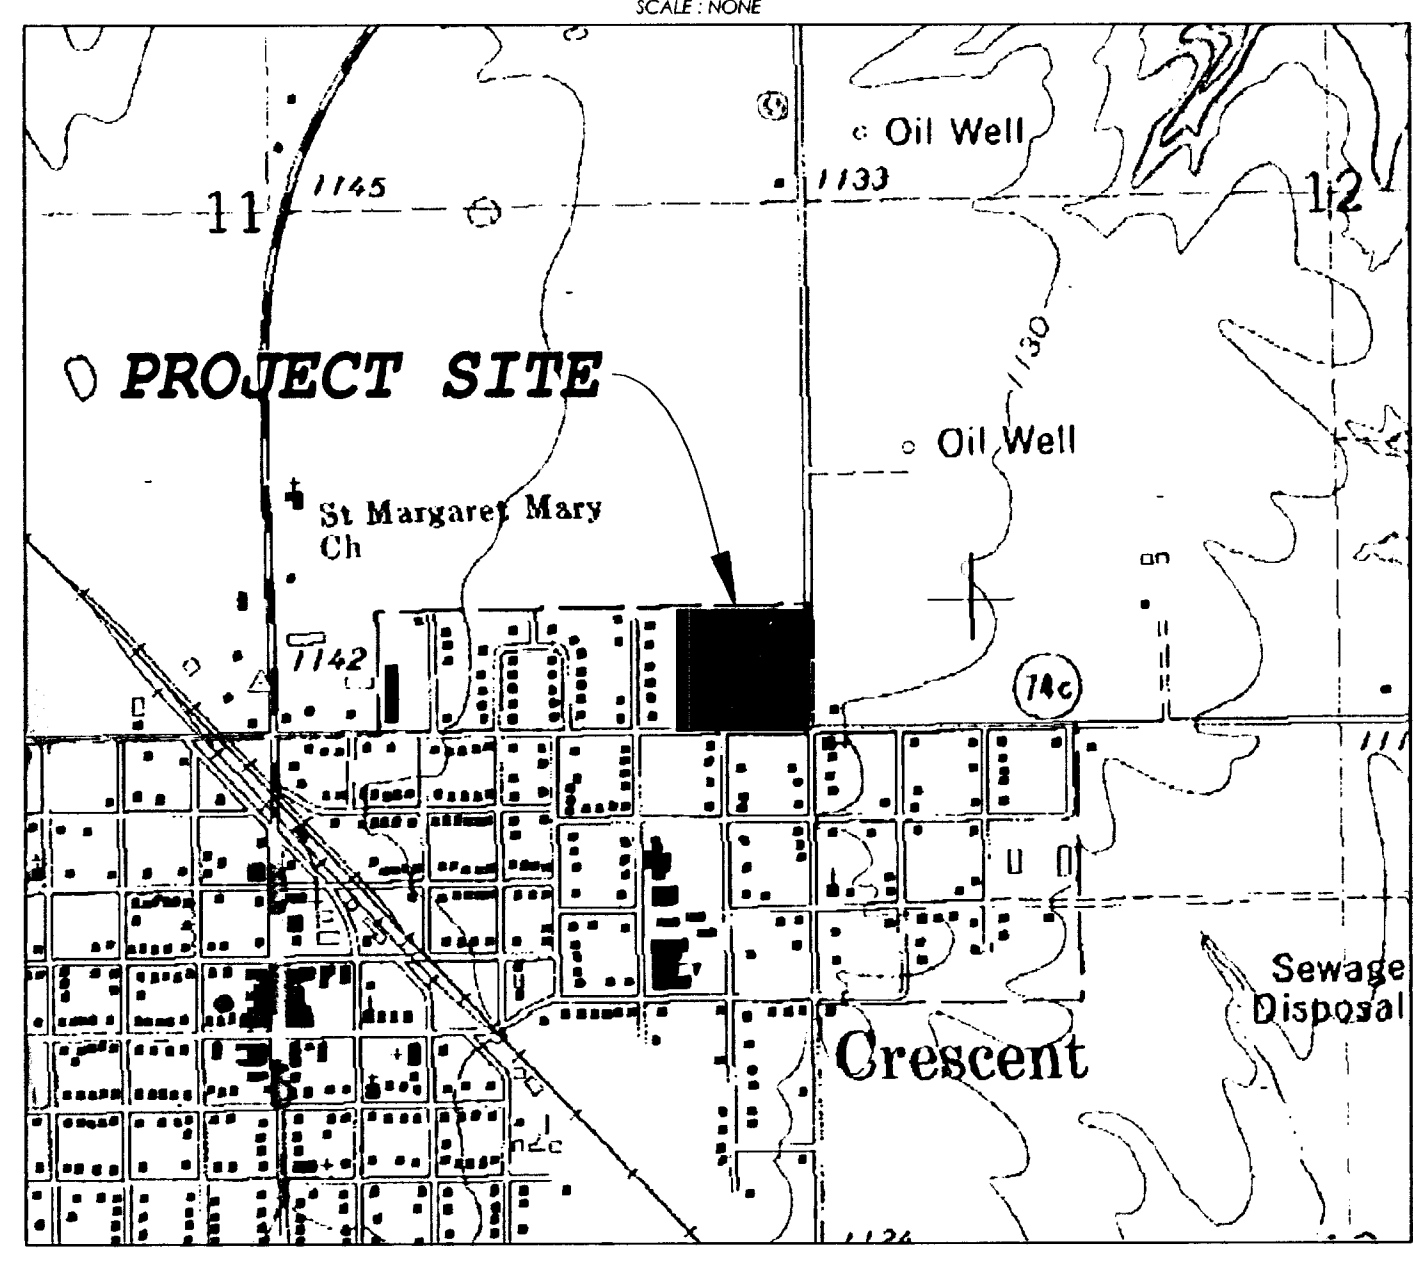 SCALE : NONE
Oil Well
1145
1133
11
12
1130
PROJECT SITE
Oil Well
St Margaret Mary
Ch
1142
74c
Sewage
Disposal
Crescent
1124